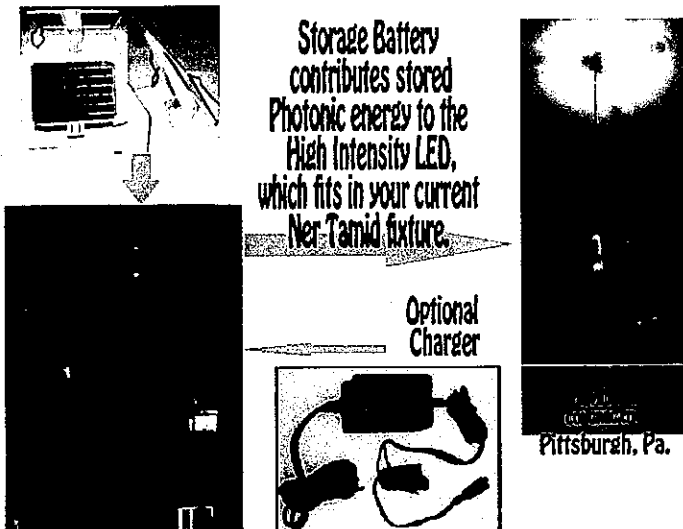 Storage Battery
contributes stored
Photonic energy to the
High Intensity LED,
which fits in your current
Ner Tamid fixture.
Optional
Charger
Pittsburgh, Pa.